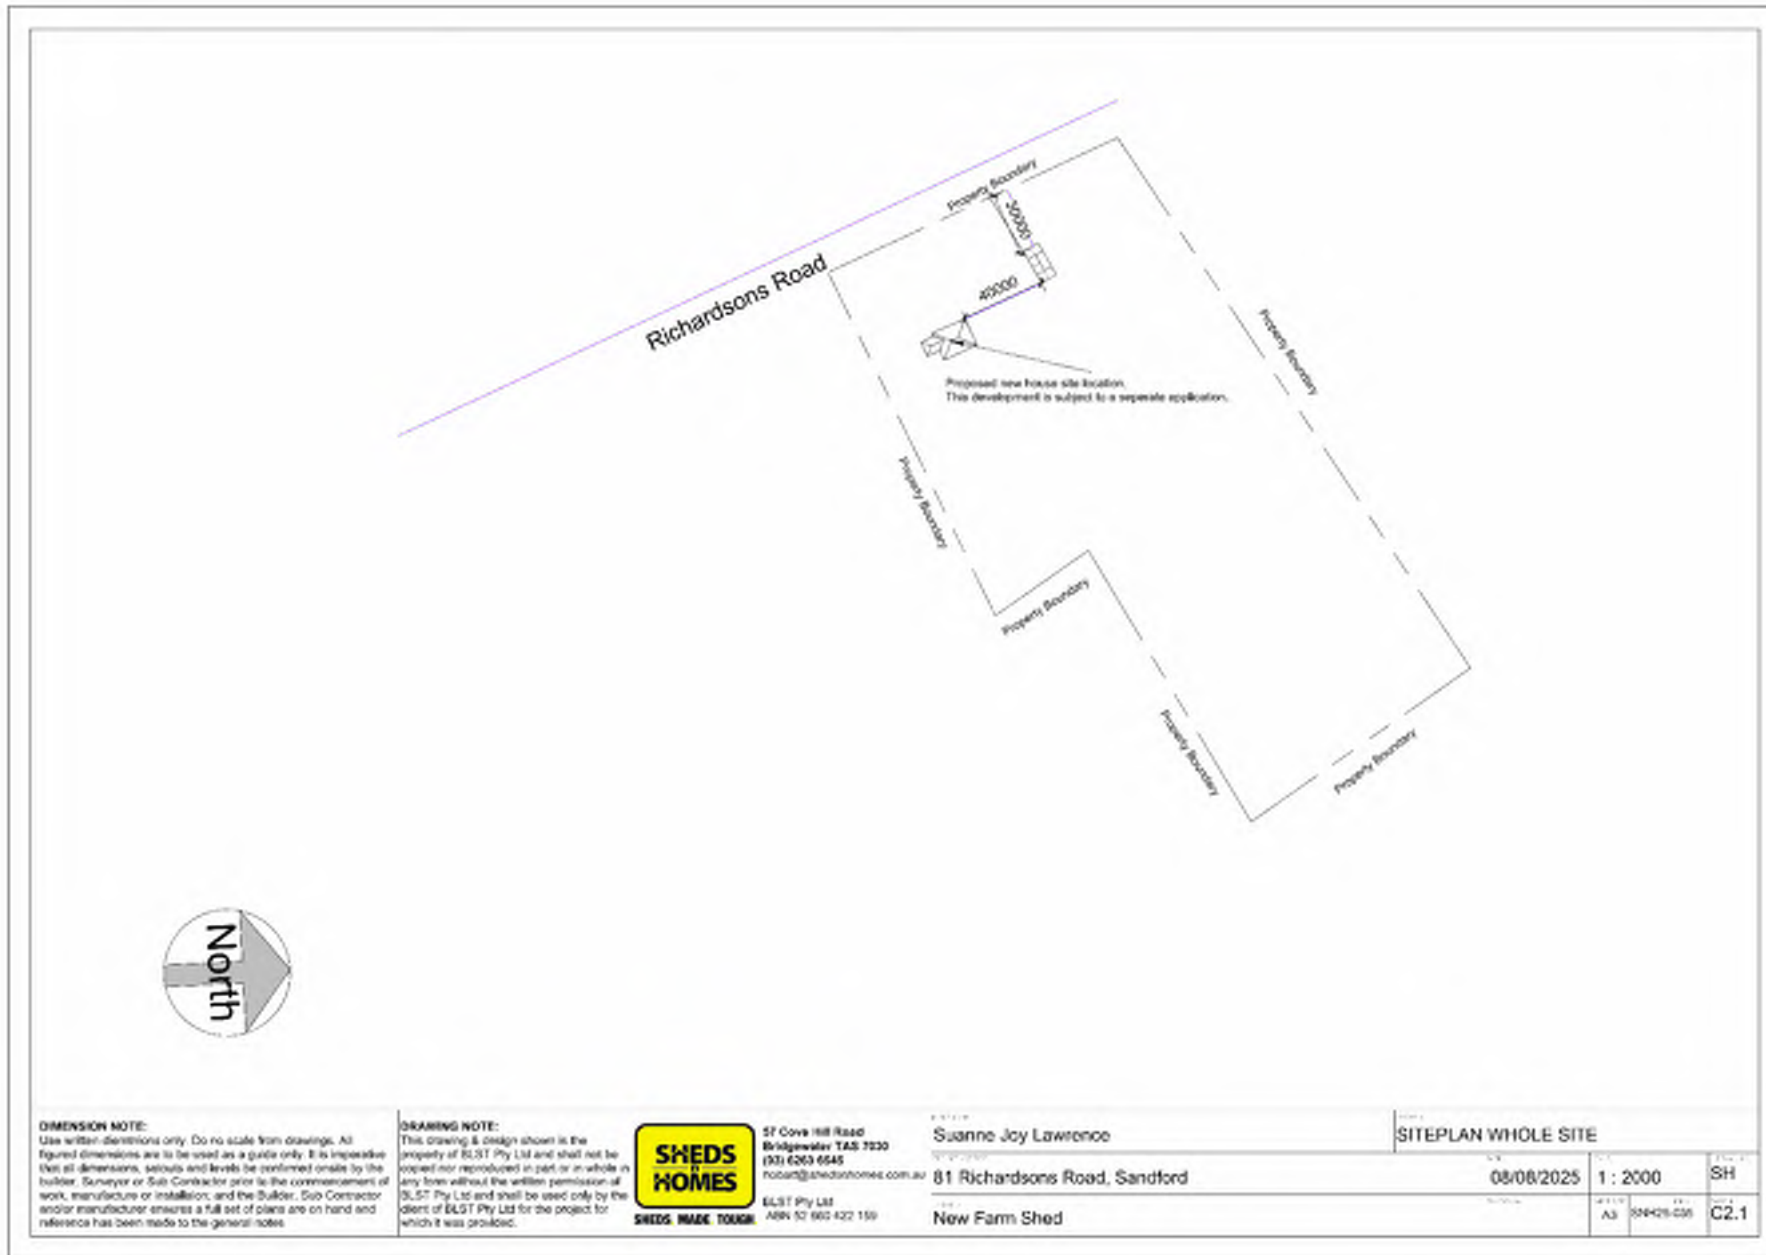 Property Boundary
30000
Richardsons Road
40000
Property Boundary
Proposed new house site location.
This development is subject to a seperate application.
Property Boundary
Property Boundary
Property Boundary
Property Boundary
North
DIMENSION NOTE:
Use written dimentions only. Do no scale from drawings. All
figured dimensions are to be used as a guide only. It is imperative
that all dimensions, setouts and levels be confirmed onsite by the
builder, Surveyor or Sub Contractor prior to the commencement of
work, manufacture or installation, and the Builder, Sub Contractor
and/or manufacturer ensures a full set of plans are on hand and
reference has been made to the general notes
DRAWING NOTE:
This drawing & design shown is the
property of BLST Pty Ltd and shall not be
copied nor reproduced in part or in whole in
any form without the written permission of
BLST Pty Ltd and shall be used only by the
client of BLST Pty Ltd for the project for
which it was provided.
SHEDS
n
HOMES
SHEDS MADE TOUGH
57 Cove Hill Road
Bridgewater TAS 7030
(03) 6263 6545
hobart@shedsnhomes.com.au
BLST Pty Ltd
ABN 52 660 422 159
Suanne Joy Lawrence
81 Richardsons Road, Sandford
New Farm Shed
SITEPLAN WHOLE SITE
08/08/2025
1 : 2000
SH
A3
SNH25-035
C2.1